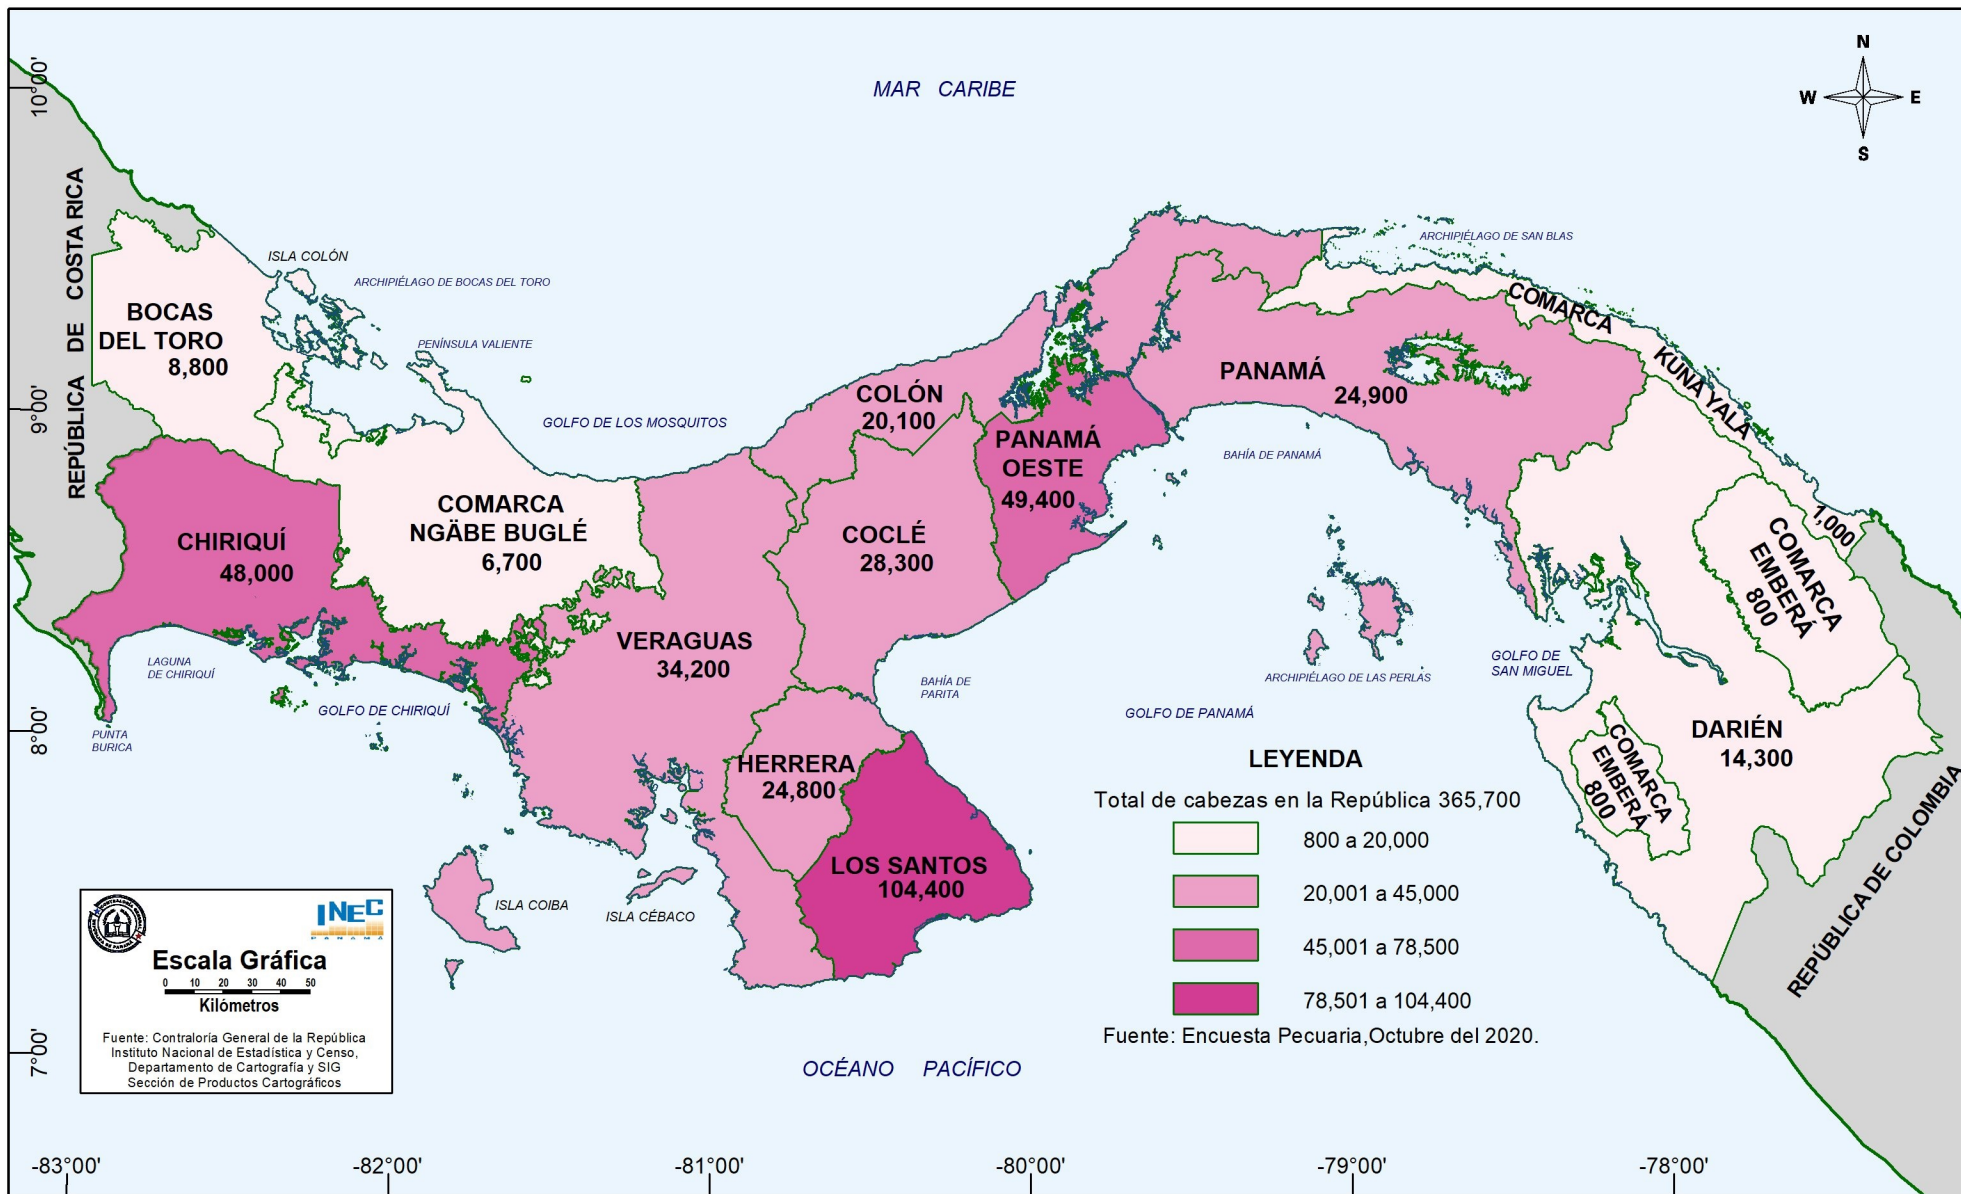 MAR CARIBE
N
W
E
S
10°00'
9°00'
8°00'
7°00'
REPÚBLICA DE COSTA RICA
ISLA COLÓN
ARCHIPIÉLAGO DE BOCAS DEL TORO
BOCAS
DEL TORO
8,800
PENÍNSULA VALIENTE
GOLFO DE LOS MOSQUITOS
ARCHIPIÉLAGO DE SAN BLAS
COMARCA
KUNA YALA
1,000
COLÓN
20,100
PANAMÁ
24,900
PANAMÁ
OESTE
49,400
BAHÍA DE PANAMÁ
CHIRIQUÍ
48,000
COMARCA
NGÄBE BUGLÉ
6,700
COCLÉ
28,300
COMARCA
EMBERÁ
800
VERAGUAS
34,200
LAGUNA
DE CHIRIQUÍ
GOLFO DE CHIRIQUÍ
PUNTA
BURICA
BAHÍA DE
PARITA
ARCHIPIÉLAGO DE LAS PERLAS
GOLFO DE PANAMÁ
GOLFO DE
SAN MIGUEL
DARIÉN
14,300
COMARCA
EMBERÁ
800
HERRERA
24,800
LOS SANTOS
104,400
ISLA COIBA
ISLA CÉBACO
REPÚBLICA DE COLOMBIA
LEYENDA
Total de cabezas en la República 365,700
800 a 20,000
20,001 a 45,000
45,001 a 78,500
78,501 a 104,400
Fuente: Encuesta Pecuaria,Octubre del 2020.
OCÉANO PACÍFICO
INEC
PANAMÁ
Escala Gráfica
0 10 20 30 40 50
Kilómetros
Fuente: Contraloría General de la República
Instituto Nacional de Estadística y Censo,
Departamento de Cartografía y SIG
Sección de Productos Cartográficos
-83°00'
-82°00'
-81°00'
-80°00'
-79°00'
-78°00'